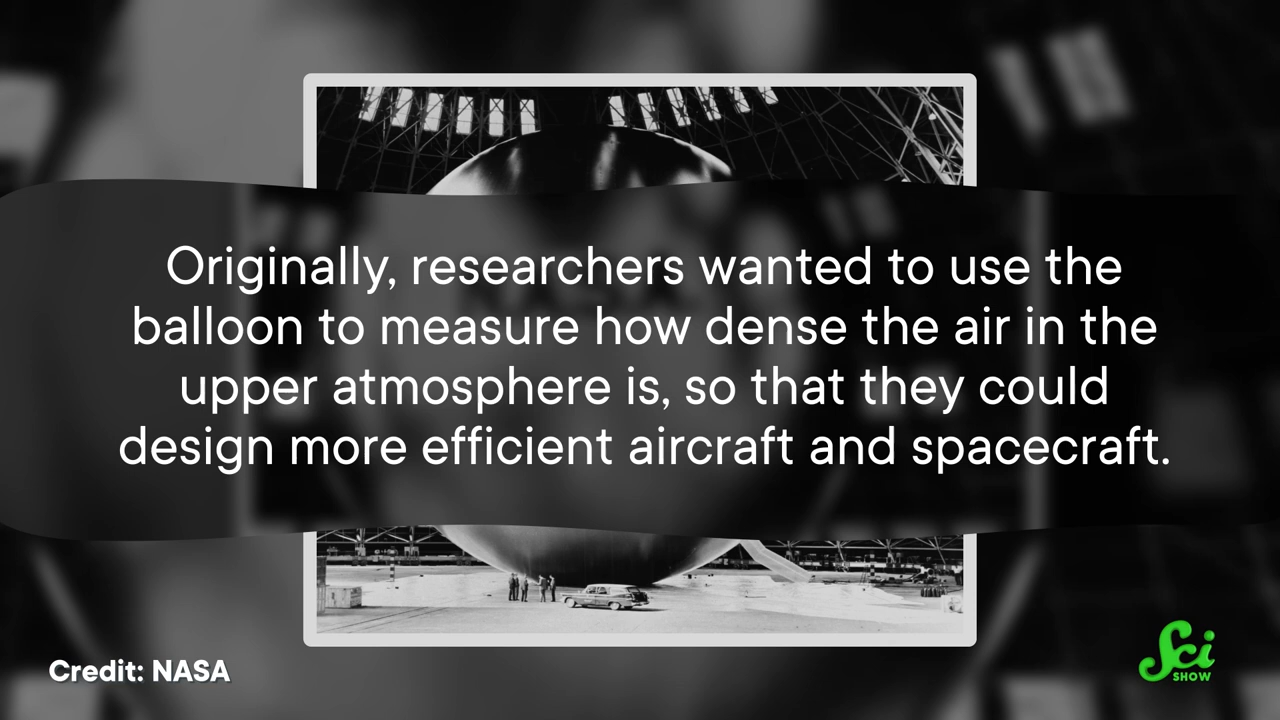 Originally, researchers wanted to use the
balloon to measure how dense the air in the
upper atmosphere is, so that they could
design more efficient aircraft and spacecraft.
Credit: NASA
Sci
SHOW